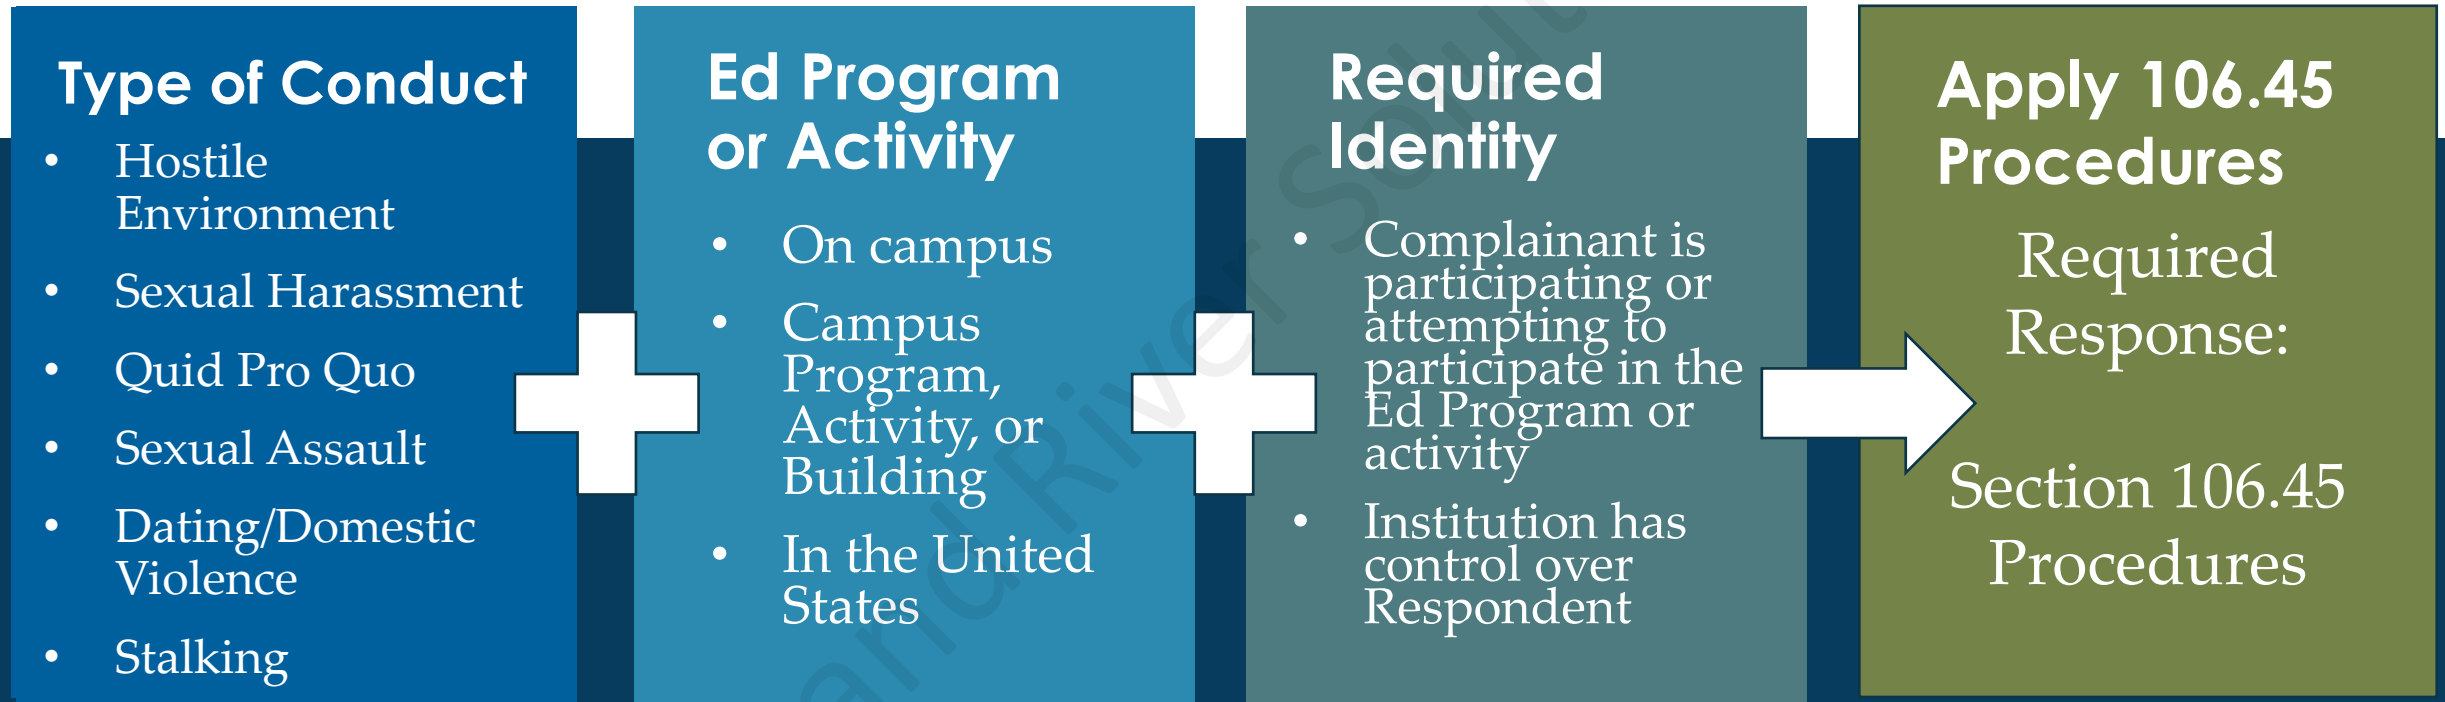 Type of Conduct
• Hostile
Environment
• Sexual Harassment
• Quid Pro Quo
• Sexual Assault
• Dating/Domestic
Violence
• Stalking
Ed Program
or Activity
• On campus
• Campus
Program,
Activity, or
Building
• In the United
States
Required
Identity
• Complainant is
participating or
attempting to
participate in the
Ed Program or
activity
• Institution has
control over
Respondent
Apply 106.45
Procedures
Required
Response:
Section 106.45
Procedures
and River Solut